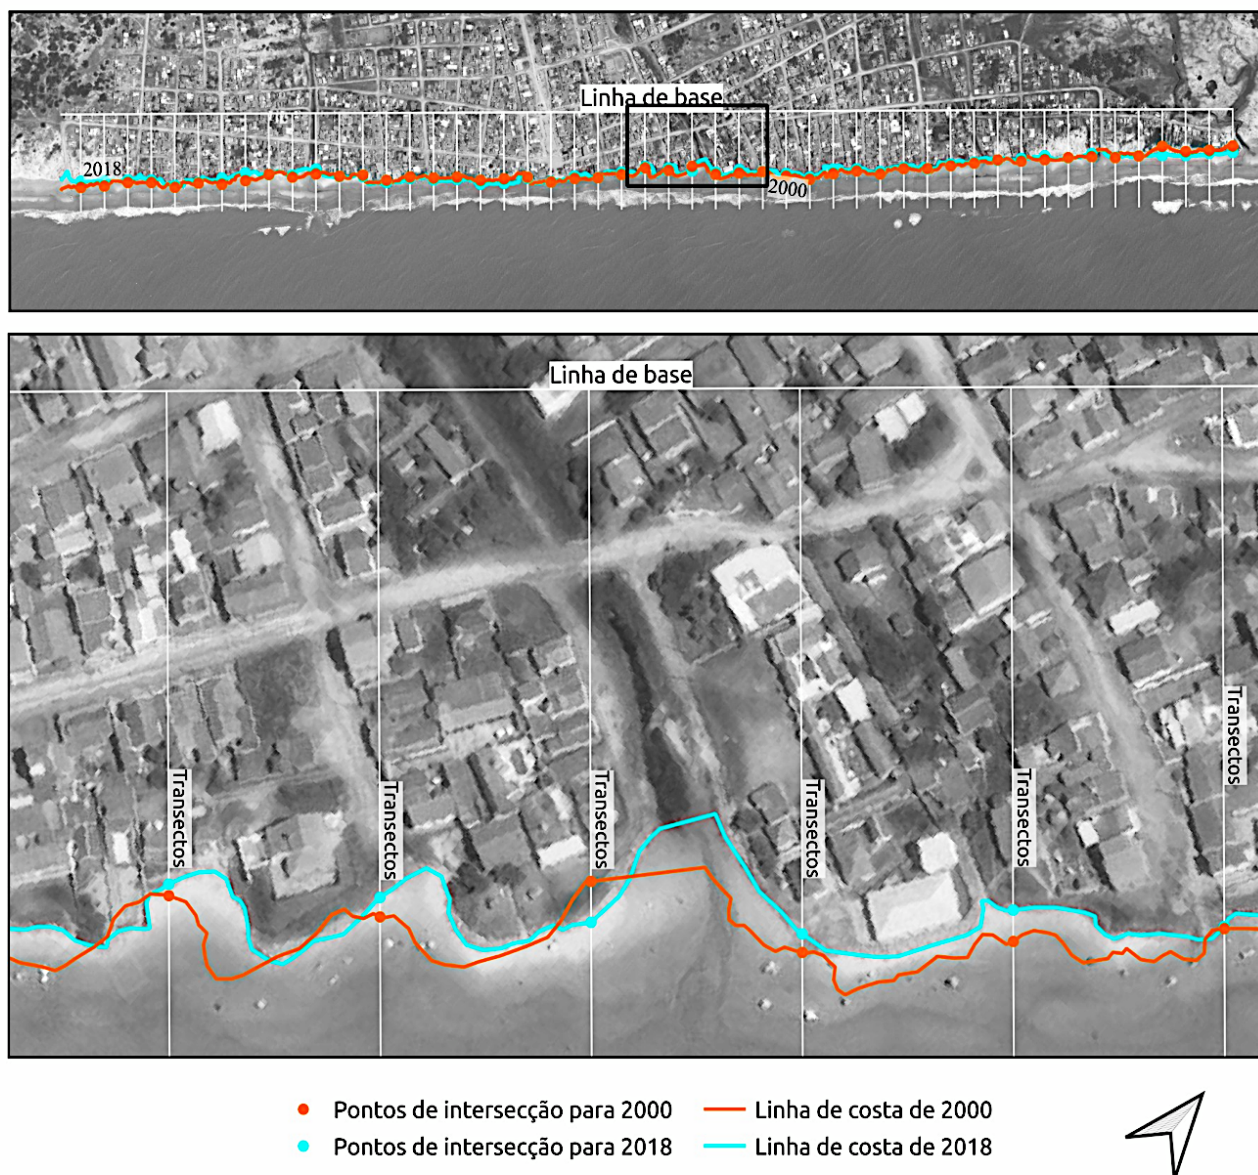 Linha de base
2018
2000
Linha de base
Transectos
Transectos
Transectos
Transectos
Transectos
Transectos
Pontos de intersecção para 2000
Linha de costa de 2000
Pontos de intersecção para 2018
Linha de costa de 2018